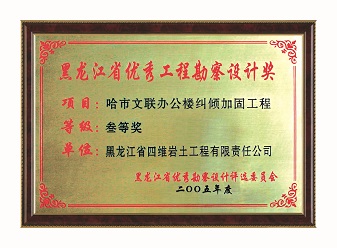 黑龙江省优秀工程勘察设计奖
项目：哈市文联办公楼纠倾加固工程
等级：叁等奖
单位：黑龙江省四维岩土工程有限责任公司
黑龙江省优秀勘察设计评选委员会
二00五年度